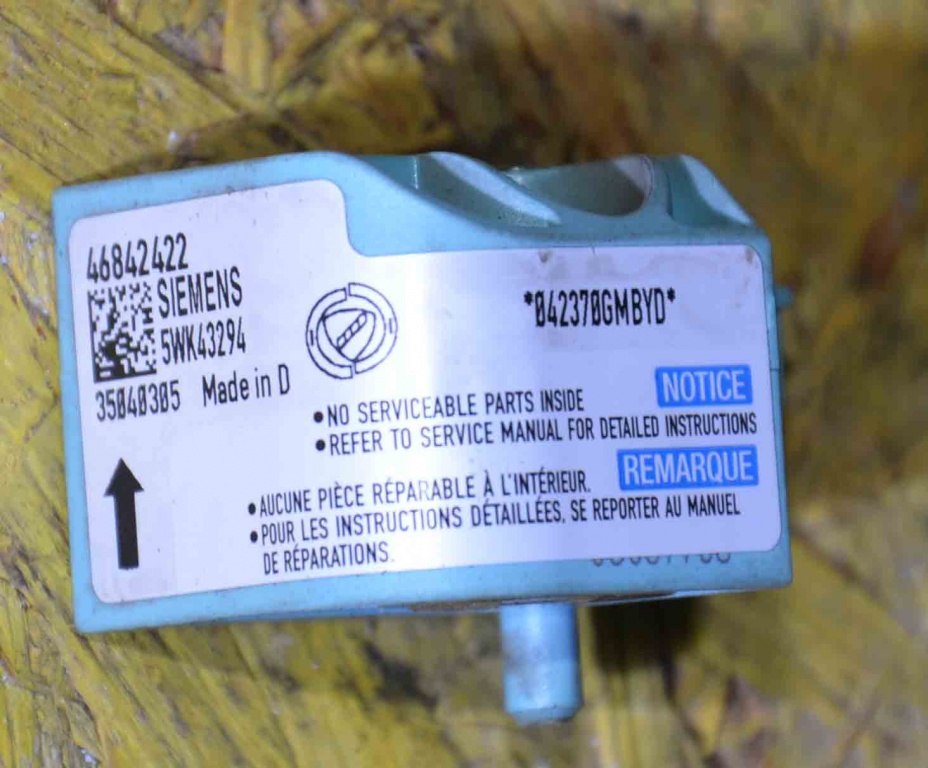 46842422
SIEMENS
5WK43294
35040305 Made in D
*042370GMBYD*
NOTICE
•NO SERVICEABLE PARTS INSIDE
•REFER TO SERVICE MANUAL FOR DETAILED INSTRUCTIONS
REMARQUE
•AUCUNE PIÈCE RÉPARABLE À L'INTÉRIEUR.
•POUR LES INSTRUCTIONS DÉTAILLÉES, SE REPORTER AU MANUEL
DE RÉPARATIONS.